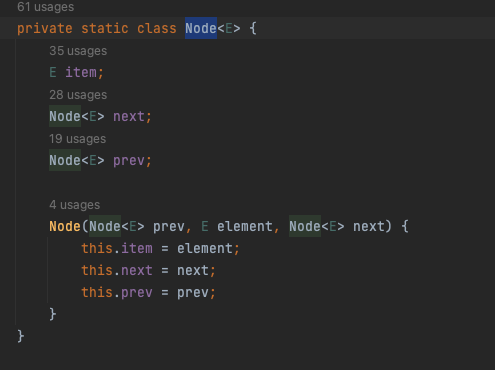 61 usages
private static class Node<E> {
35 usages
E item;
28 usages
Node<E> next;
19 usages
Node<E> prev;
4 usages
Node(Node<E> prev, E element, Node<E> next) {
this.item = element;
this.next = next;
this.prev = prev;
}
}